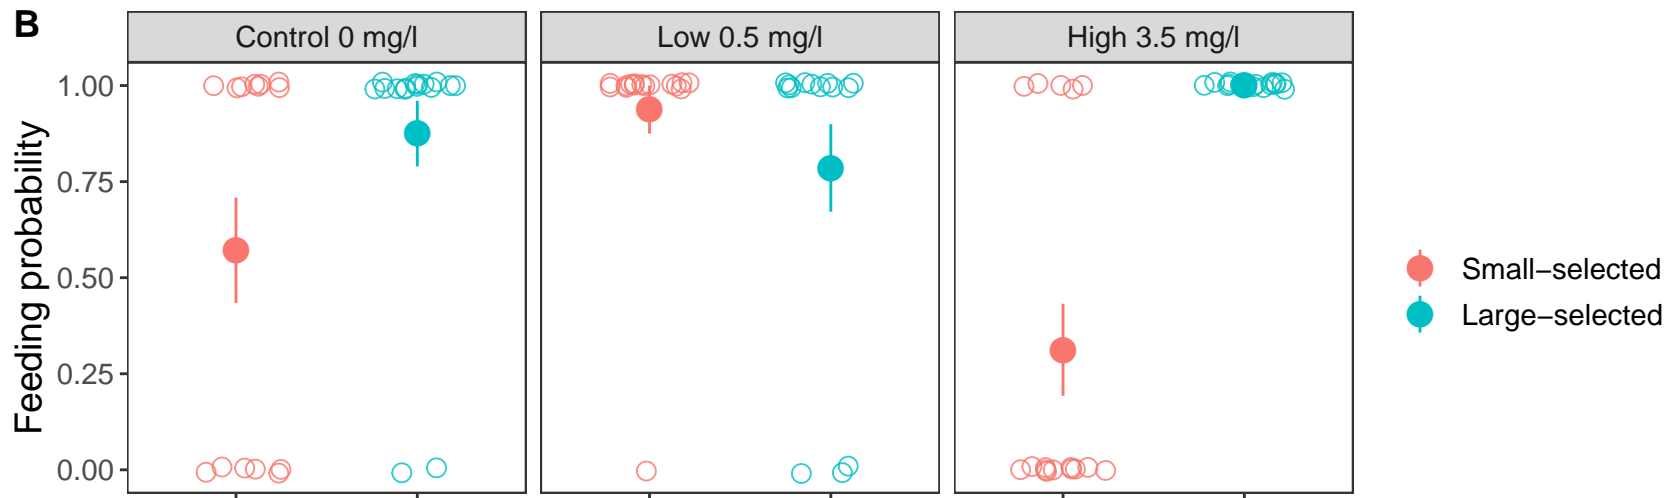 B
Control 0 mg/l
Low 0.5 mg/l
High 3.5 mg/l
Feeding probability
1.00
0.75
0.50
0.25
0.00
Small−selected
Large−selected